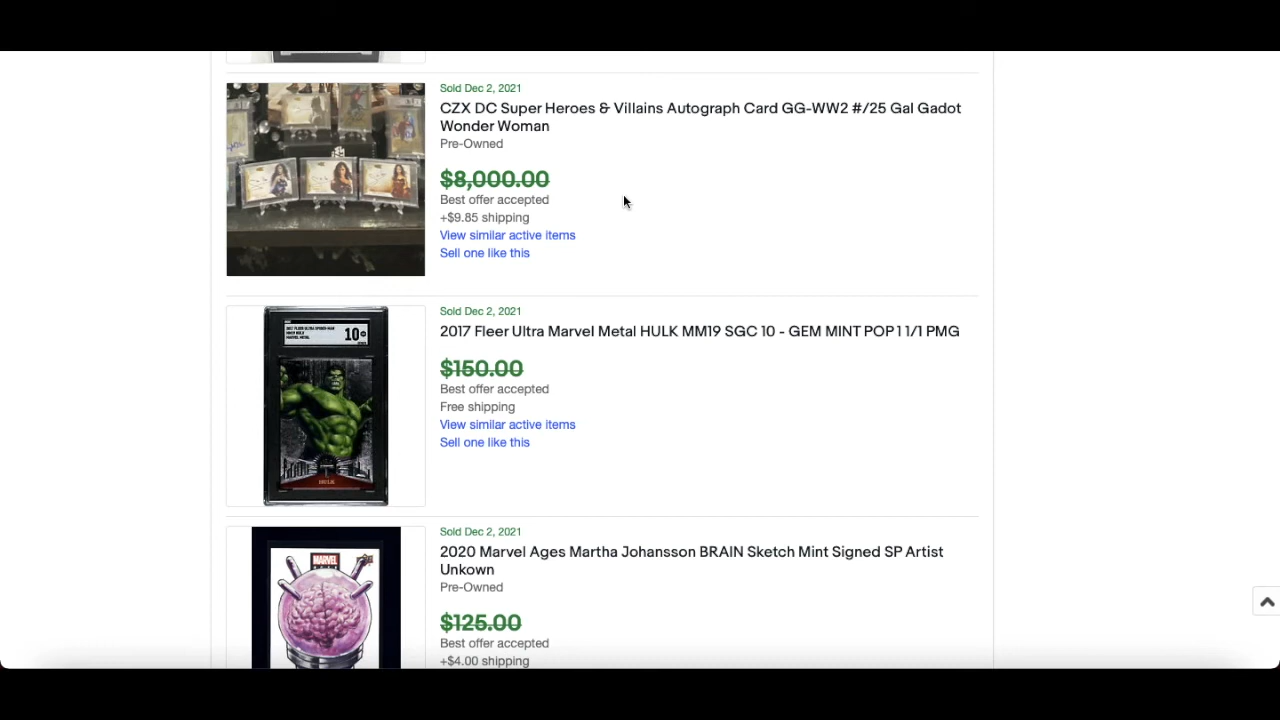 Sold Dec 2, 2021
CZX DC Super Heroes & Villains Autograph Card GG-WW2 #/25 Gal Gadot
Wonder Woman
Pre-Owned
$8,000.00
Best offer accepted
+$9.85 shipping
View similar active items
Sell one like this
Sold Dec 2, 2021
2017 Fleer Ultra Marvel Metal HULK MM19 SGC 10 - GEM MINT POP 1 1/1 PMG
$150.00
Best offer accepted
Free shipping
View similar active items
Sell one like this
10
HULK
Sold Dec 2, 2021
2020 Marvel Ages Martha Johansson BRAIN Sketch Mint Signed SP Artist
Unkown
Pre-Owned
$125.00
Best offer accepted
+$4.00 shipping
MARVEL